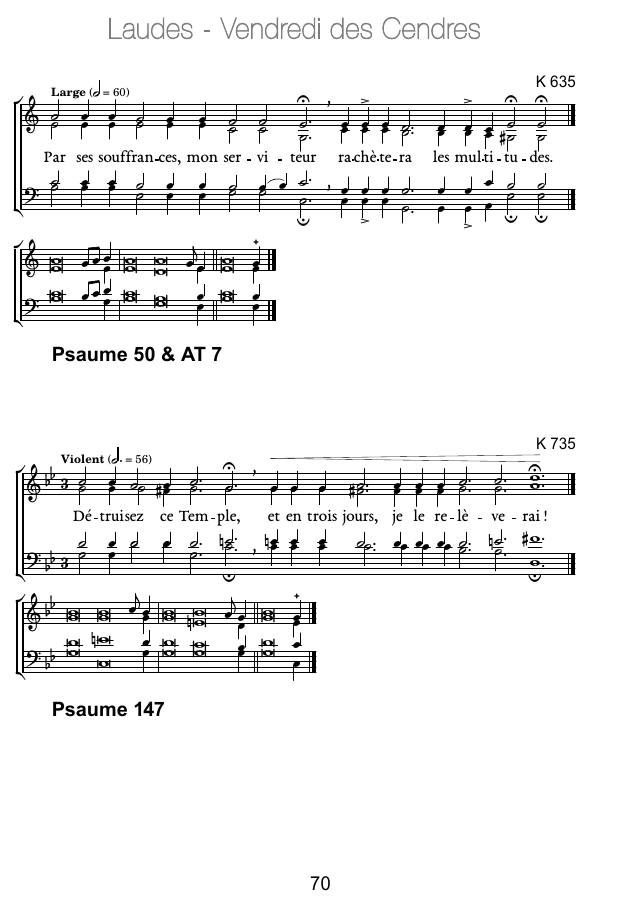 Laudes - Vendredi des Cendres
K 635
Large (𝅗𝅥 = 60)
Par ses souffran-ces, mon ser - vi - teur ra-chè-te-ra les mul-ti-tu-des.
Psaume 50 & AT 7
K 735
Violent (𝅗𝅥. = 56)
3
Dé-truisez ce Tem-ple, et en trois jours, je le re-lè - ve - rai !
3
Psaume 147
70